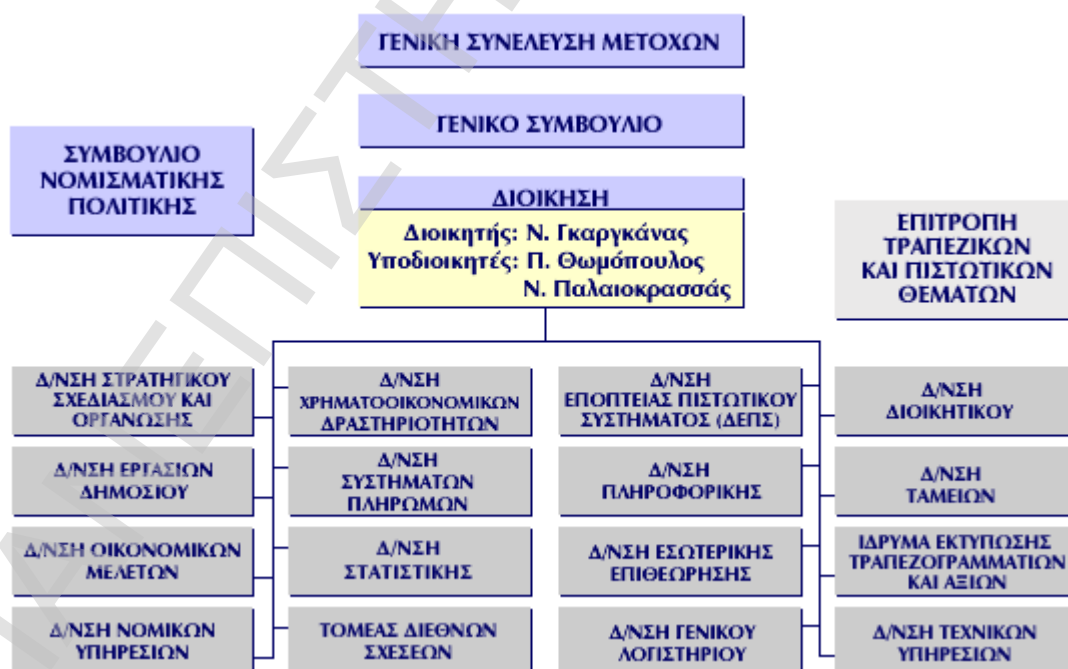 ΓΕΝΙΚΗ ΣΥΝΕΛΕΥΣΗ ΜΕΤΟΧΩΝ
ΓΕΝΙΚΟ ΣΥΜΒΟΥΛΙΟ
ΣΥΜΒΟΥΛΙΟ
ΝΟΜΙΣΜΑΤΙΚΗΣ
ΠΟΛΙΤΙΚΗΣ
ΔΙΟΙΚΗΣΗ
Διοικητής: Ν. Γκαργκάνας
Υποδιοικητές: Π. Θωμόπουλος
Ν. Παλαιοκρασσάς
ΕΠΙΤΡΟΠΗ
ΤΡΑΠΕΖΙΚΩΝ
ΚΑΙ ΠΙΣΤΩΤΙΚΩΝ
ΘΕΜΑΤΩΝ
Δ/ΝΣΗ ΣΤΡΑΤΗΓΙΚΟΥ
ΣΧΕΔΙΑΣΜΟΥ ΚΑΙ
ΟΡΓΑΝΩΣΗΣ
Δ/ΝΣΗ
ΧΡΗΜΑΤΟΟΙΚΟΝΟΜΙΚΩΝ
ΔΡΑΣΤΗΡΙΟΤΗΤΩΝ
Δ/ΝΣΗ
ΕΠΟΠΤΕΙΑΣ ΠΙΣΤΩΤΙΚΟΥ
ΣΥΣΤΗΜΑΤΟΣ (ΔΕΠΣ)
Δ/ΝΣΗ
ΔΙΟΙΚΗΤΙΚΟΥ
Δ/ΝΣΗ ΕΡΓΑΣΙΩΝ
ΔΗΜΟΣΙΟΥ
Δ/ΝΣΗ
ΣΥΣΤΗΜΑΤΩΝ
ΠΛΗΡΩΜΩΝ
Δ/ΝΣΗ
ΠΛΗΡΟΦΟΡΙΚΗΣ
Δ/ΝΣΗ
ΤΑΜΕΙΩΝ
Δ/ΝΣΗ ΟΙΚΟΝΟΜΙΚΩΝ
ΜΕΛΕΤΩΝ
Δ/ΝΣΗ
ΣΤΑΤΙΣΤΙΚΗΣ
Δ/ΝΣΗ ΕΣΩΤΕΡΙΚΗΣ
ΕΠΙΘΕΩΡΗΣΗΣ
ΙΔΡΥΜΑ ΕΚΤΥΠΩΣΗΣ
ΤΡΑΠΕΖΟΓΡΑΜΜΑΤΙΩΝ
ΚΑΙ ΑΞΙΩΝ
Δ/ΝΣΗ ΝΟΜΙΚΩΝ
ΥΠΗΡΕΣΙΩΝ
ΤΟΜΕΑΣ ΔΙΕΘΝΩΝ
ΣΧΕΣΕΩΝ
Δ/ΝΣΗ ΓΕΝΙΚΟΥ
ΛΟΓΙΣΤΗΡΙΟΥ
Δ/ΝΣΗ ΤΕΧΝΙΚΩΝ
ΥΠΗΡΕΣΙΩΝ